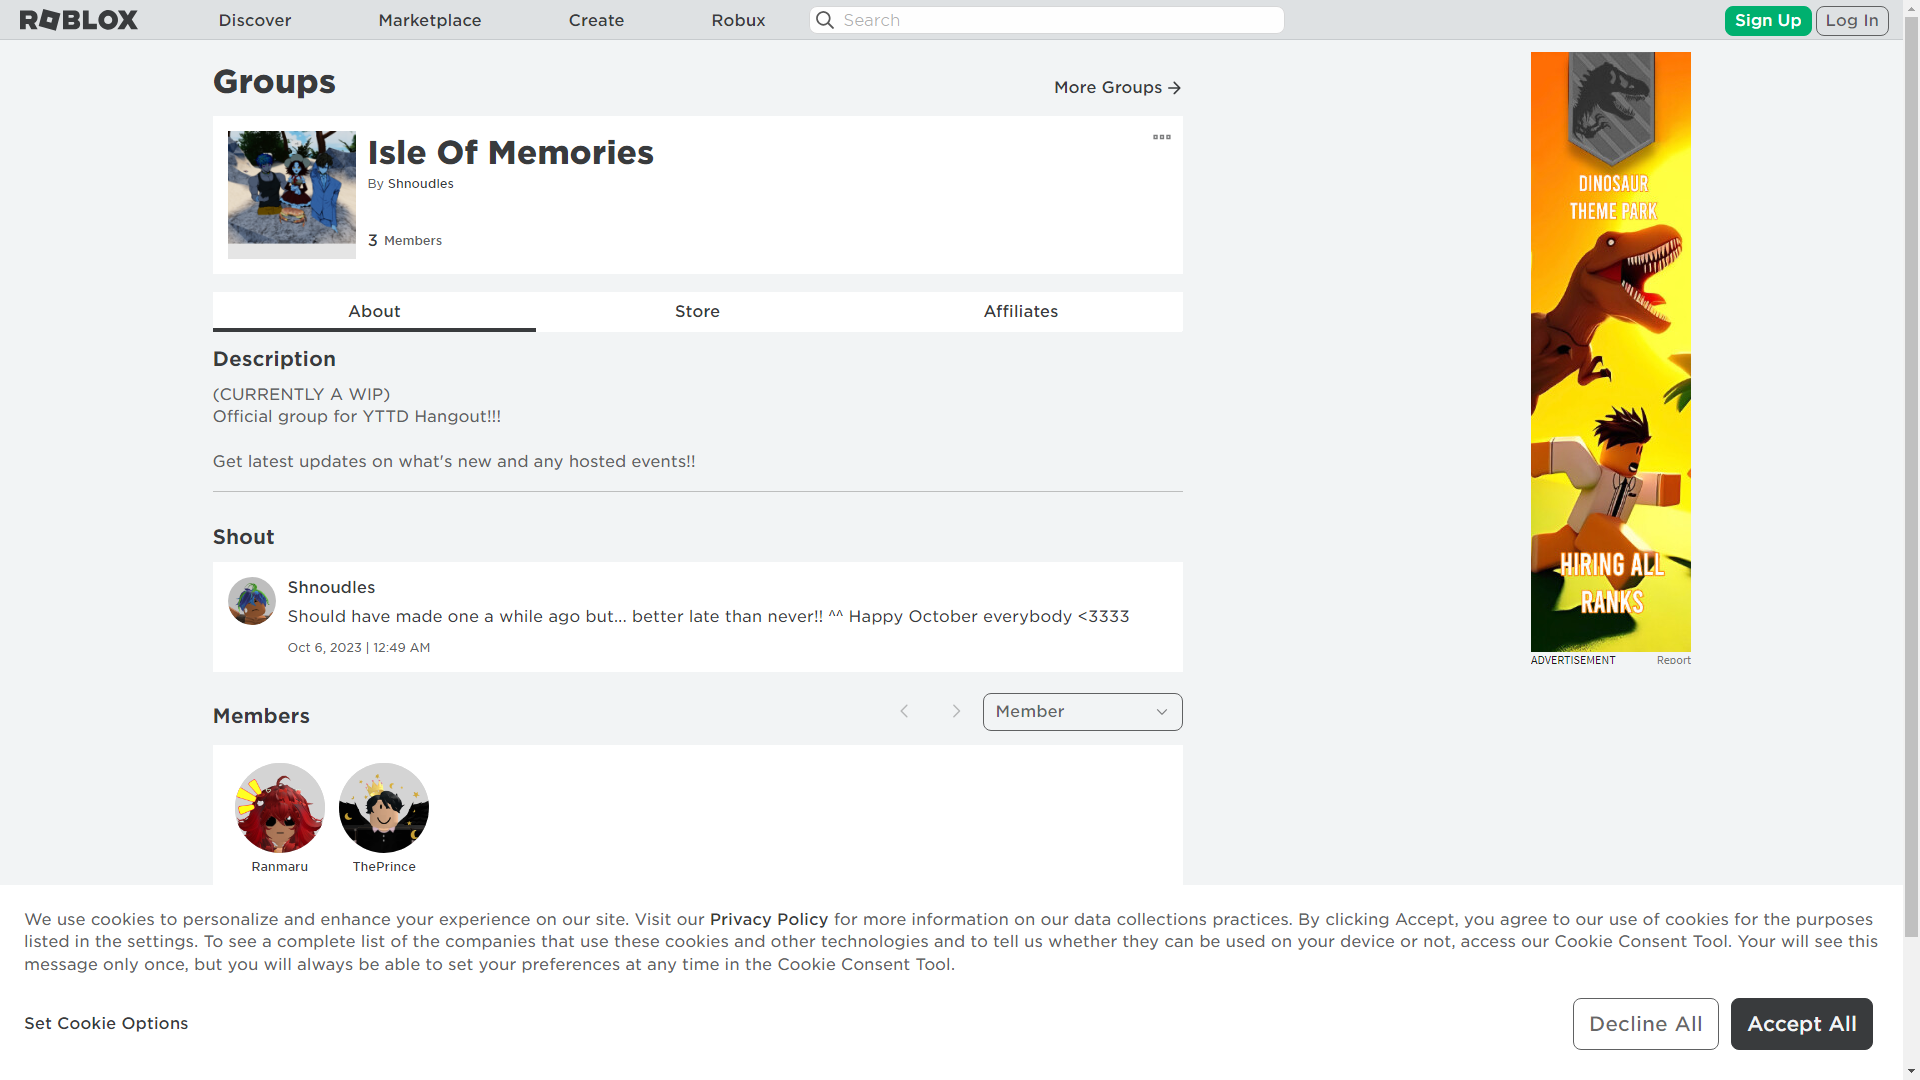 ROBLOX
Discover
Marketplace
Create
Robux
Search
Sign Up
Log In
Groups
More Groups
Isle Of Memories
By Shnoudles
3 Members
About
Store
Affiliates
Description
(CURRENTLY A WIP)
Official group for YTTD Hangout!!!
Get latest updates on what's new and any hosted events!!
Shout
Shnoudles
Should have made one a while ago but... better late than never!! ^^ Happy October everybody <3333
Oct 6, 2023 | 12:49 AM
Members
Member
Ranmaru
ThePrince
DINOSAUR
THEME PARK
HIRING ALL
RANKS
ADVERTISEMENT
Report
We use cookies to personalize and enhance your experience on our site. Visit our Privacy Policy for more information on our data collections practices. By clicking Accept, you agree to our use of cookies for the purposes
listed in the settings. To see a complete list of the companies that use these cookies and other technologies and to tell us whether they can be used on your device or not, access our Cookie Consent Tool. Your will see this
message only once, but you will always be able to set your preferences at any time in the Cookie Consent Tool.
Set Cookie Options
Decline All
Accept All